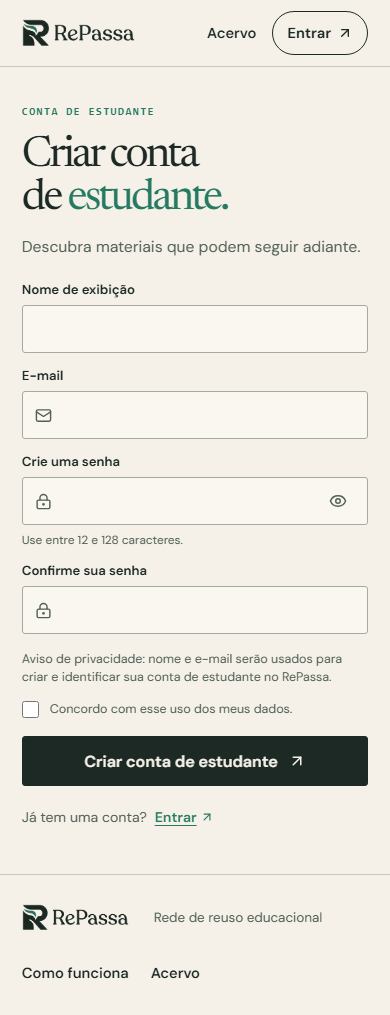 RePassa
Acervo
Entrar
CONTA DE ESTUDANTE
Criar conta
de estudante.
Descubra materiais que podem seguir adiante.
Nome de exibição
E-mail
Crie uma senha
Use entre 12 e 128 caracteres.
Confirme sua senha
Aviso de privacidade: nome e e-mail serão usados para
criar e identificar sua conta de estudante no RePassa.
Concordo com esse uso dos meus dados.
Criar conta de estudante
Já tem uma conta? Entrar
RePassa
Rede de reuso educacional
Como funciona
Acervo